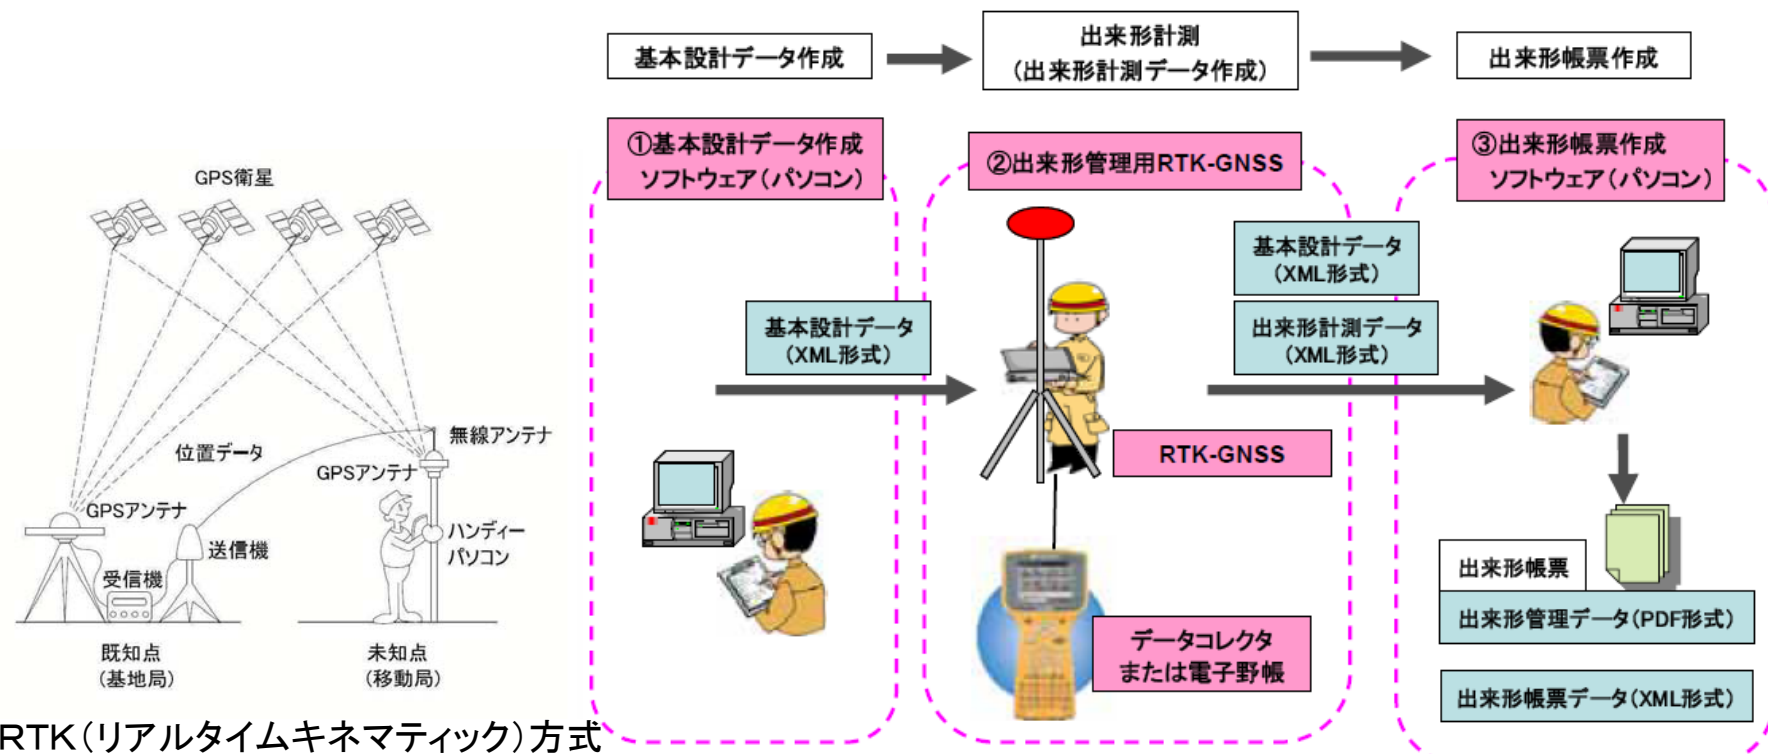 基本設計データ作成
出来形計測
(出来形計測データ作成)
出来形帳票作成
①基本設計データ作成
ソフトウェア(パソコン)
②出来形管理用RTK-GNSS
③出来形帳票作成
ソフトウェア(パソコン)
GPS衛星
基本設計データ
(XML形式)
基本設計データ
(XML形式)
出来形計測データ
(XML形式)
無線アンテナ
位置データ
GPSアンテナ
RTK-GNSS
GPSアンテナ
ハンディー
パソコン
送信機
受信機
出来形帳票
出来形管理データ(PDF形式)
データコレクタ
または電子野帳
既知点
(基地局)
未知点
(移動局)
出来形帳票データ(XML形式)
RTK(リアルタイムキネマティック)方式